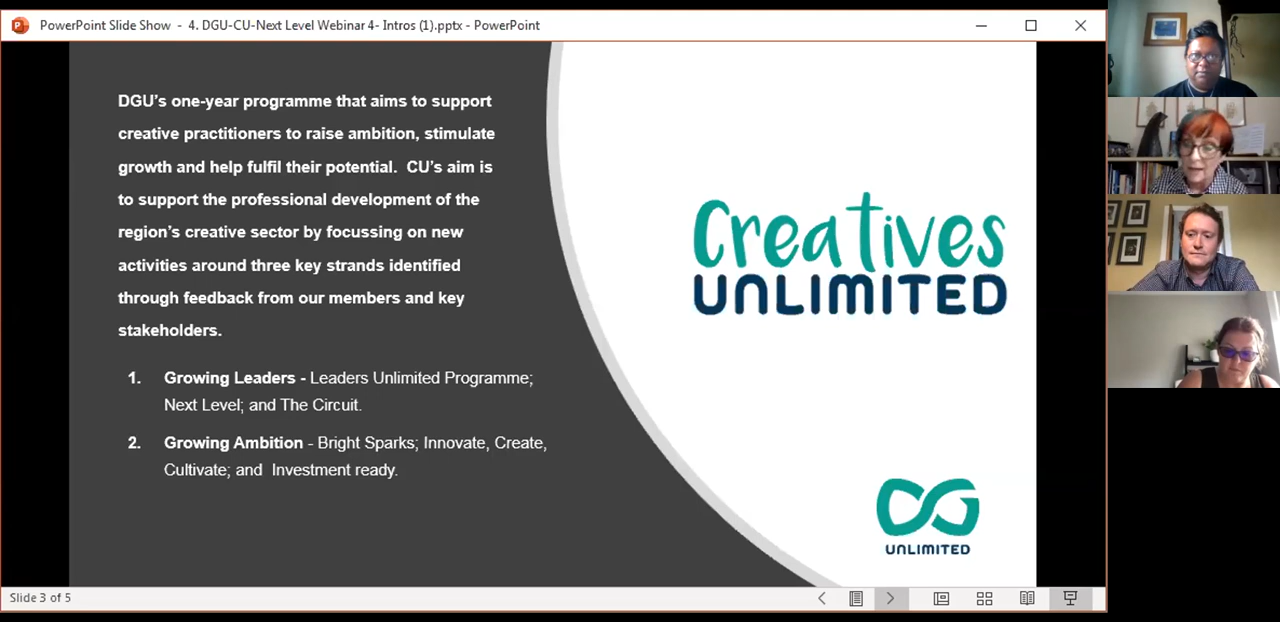 PowerPoint Slide Show - 4. DGU-CU-Next Level Webinar 4- Intros (1).pptx - PowerPoint
DGU's one-year programme that aims to support
creative practitioners to raise ambition, stimulate
growth and help fulfil their potential. CU's aim is
to support the professional development of the
region's creative sector by focussing on new
activities around three key strands identified
through feedback from our members and key
stakeholders.
1. Growing Leaders - Leaders Unlimited Programme;
Next Level; and The Circuit.
2. Growing Ambition - Bright Sparks; Innovate, Create,
Cultivate; and Investment ready.
Creatives
UNLIMITED
DG
UNLIMITED
Slide 3 of 5